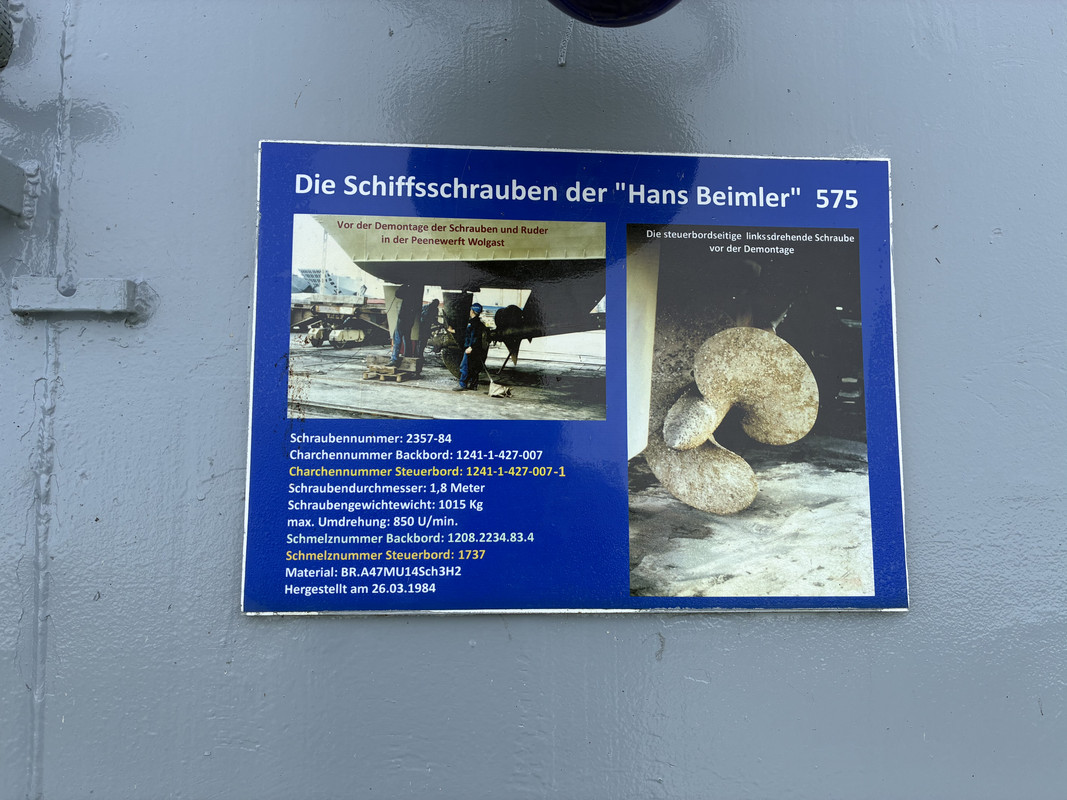 Die Schiffsschrauben der "Hans Beimler" 575
Vor der Demontage der Schrauben und Ruder
in der Peenewerft Wolgast
Die steuerbordseitige linkssdrehende Schraube
vor der Demontage
Schraubennummer: 2357-84
Charchennummer Backbord: 1241-1-427-007
Charchennummer Steuerbord: 1241-1-427-007-1
Schraubendurchmesser: 1,8 Meter
Schraubengewichtewicht: 1015 Kg
max. Umdrehung: 850 U/min.
Schmelznummer Backbord: 1208.2234.83.4
Schmelznummer Steuerbord: 1737
Material: BR.A47MU14Sch3H2
Hergestellt am 26.03.1984